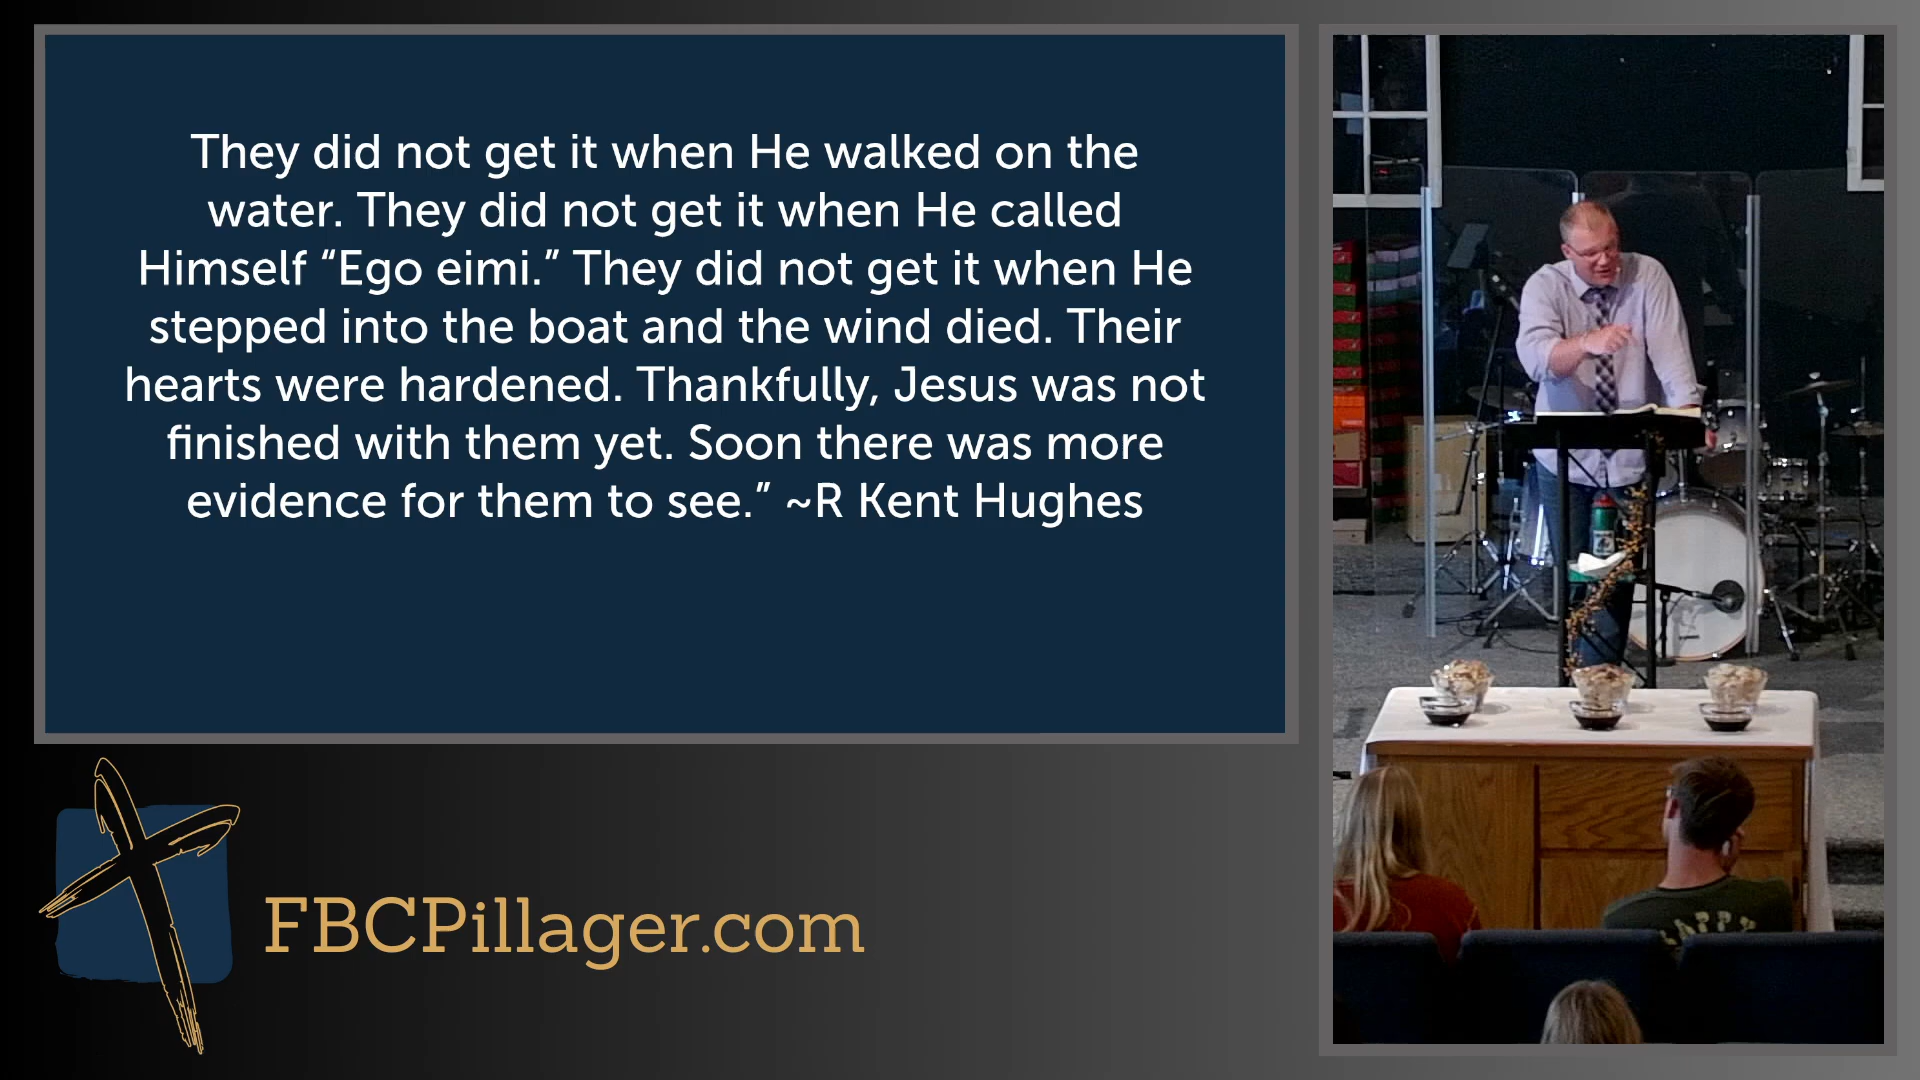 They did not get it when He walked on the
water. They did not get it when He called
Himself “Ego eimi.” They did not get it when He
stepped into the boat and the wind died. Their
hearts were hardened. Thankfully, Jesus was not
finished with them yet. Soon there was more
evidence for them to see.” ~R Kent Hughes
FBCPillager.com